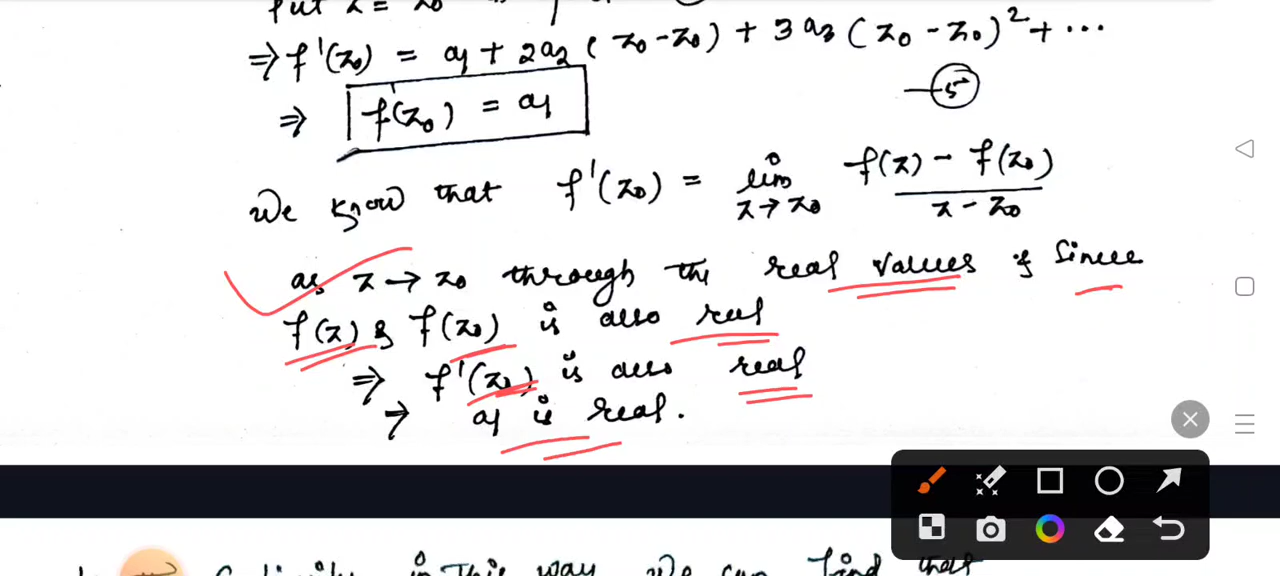 Put z = z0
⇒ f'(z0) = a1 + 2a2 (z0 - z0) + 3a3 (z0 - z0)² + ...
— 5
⇒ f'(z0) = a1
We know that f'(z0) = lim z→z0 f(z) - f(z0) / z - z0
as z → z0 through the real values & Since
f(z) & f(z0) is also real
⇒ f'(z0) is also real
⇒ a1 is real.
in This way we can find that